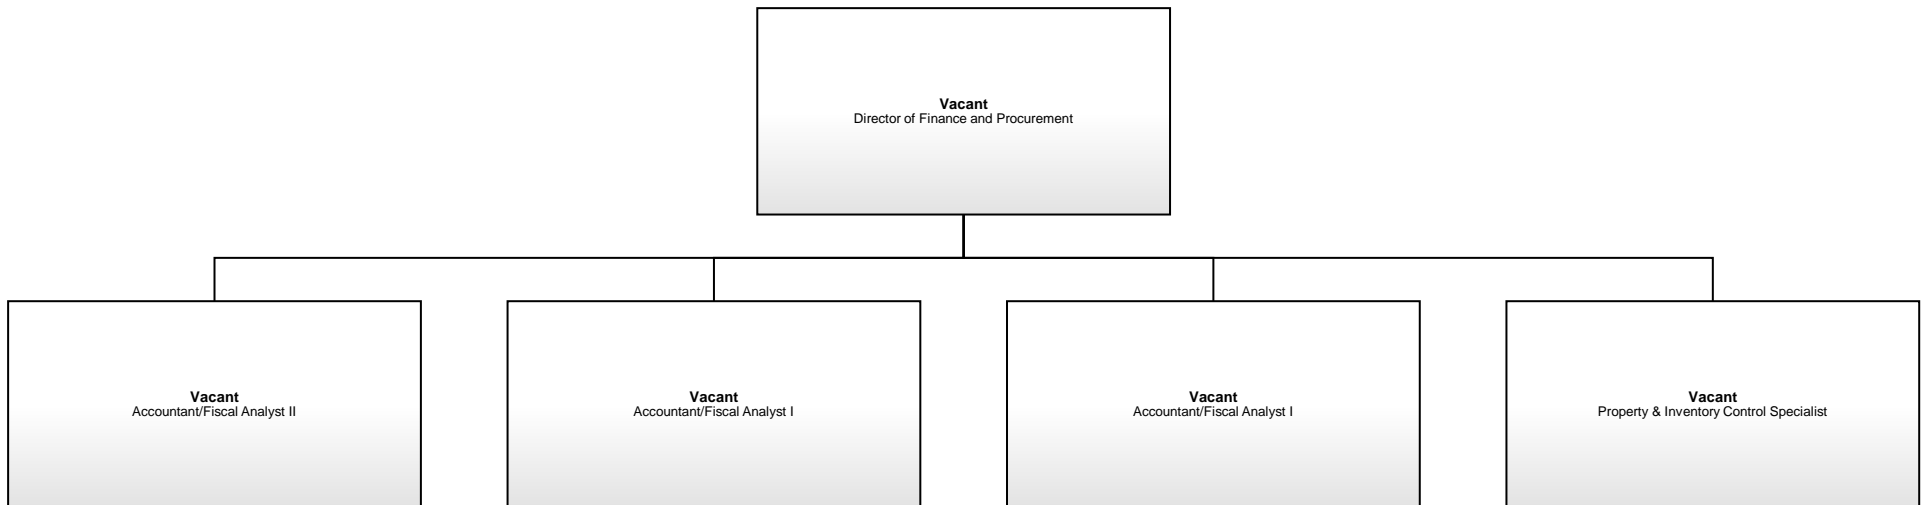 Vacant
Director of Finance and Procurement
Vacant
Accountant/Fiscal Analyst II
Vacant
Accountant/Fiscal Analyst I
Vacant
Accountant/Fiscal Analyst I
Vacant
Property & Inventory Control Specialist